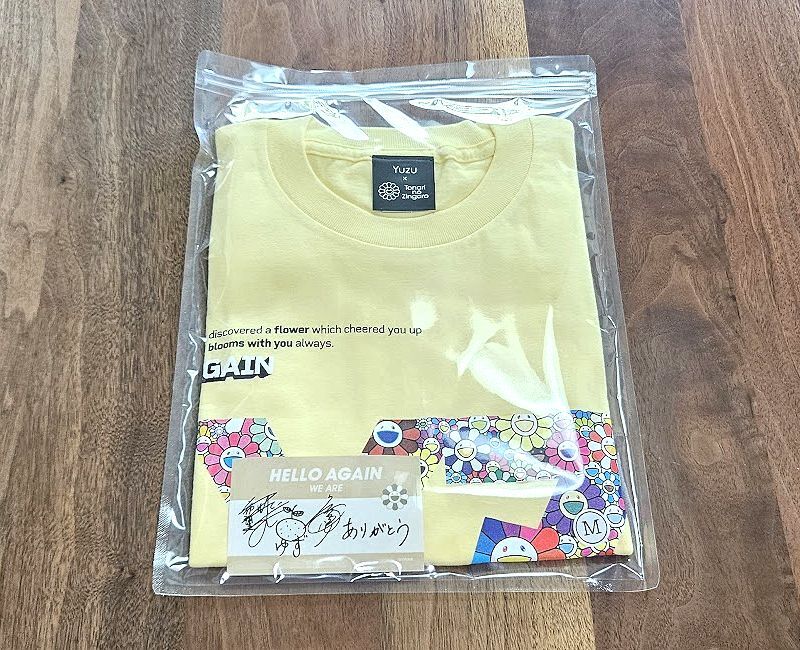 Yuzu
×
Tonari
no
Zingaro
discovered a flower which cheered you up
blooms with you always.
GAIN
HELLO AGAIN
WE ARE
ゆず ありがとう
M